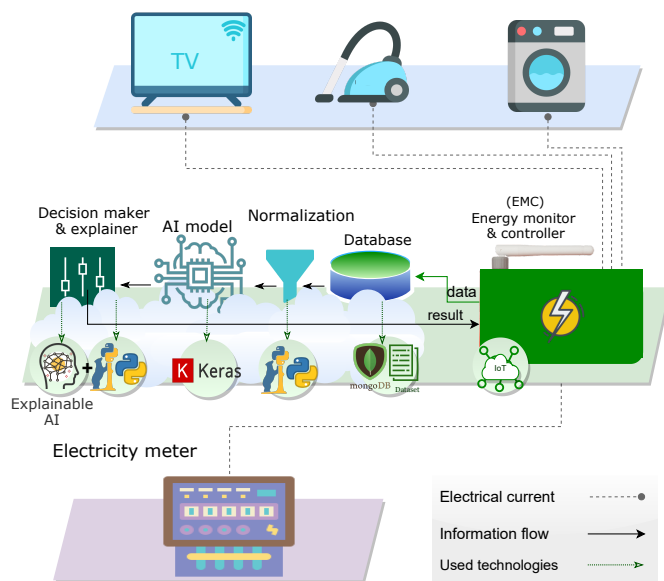 TV
(EMC)
Energy monitor
& controller
Decision maker
& explainer
AI model
Normalization
Database
data
result
Explainable
AI
+
K Keras
mongoDB
Dataset
IoT
Electricity meter
Electrical current
Information flow
Used technologies